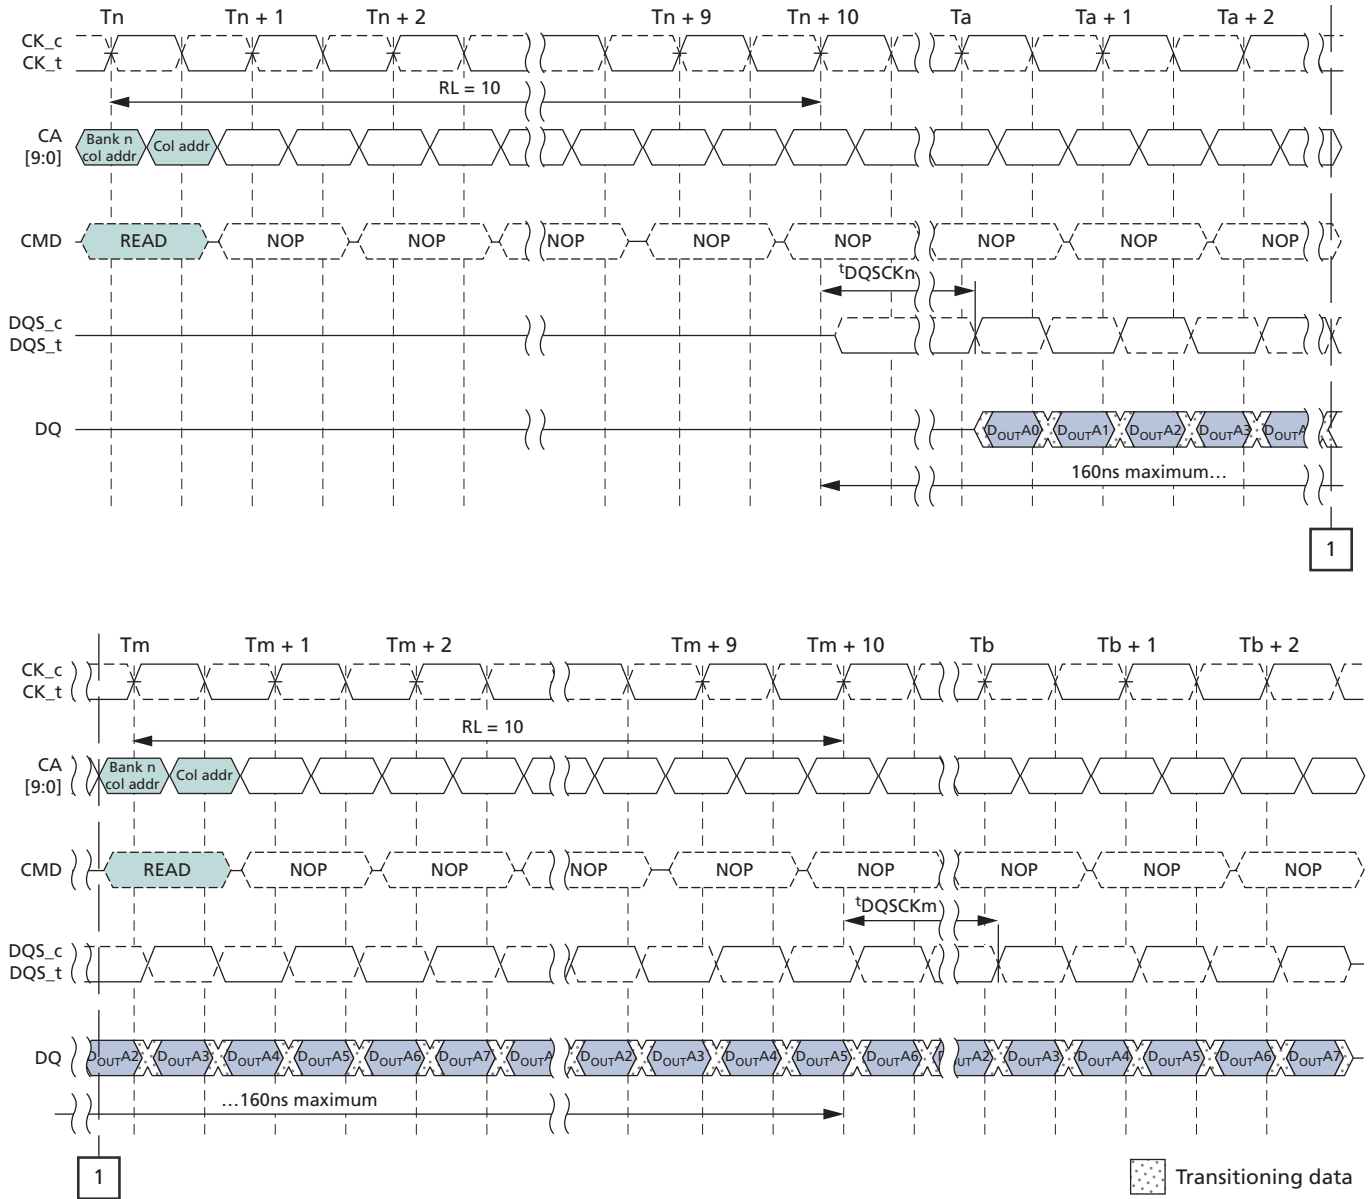 Tn Tn + 1 Tn + 2 Tn + 9 Tn + 10 Ta Ta + 1 Ta + 2
CK_c
CK_t
RL = 10
CA
[9:0]
Bank n
col addr
Col addr
CMD READ NOP NOP NOP NOP NOP NOP NOP NOP
tDQSCKn
DQS_c
DQS_t
DQ DOUTA0 DOUTA1 DOUTA2 DOUTA3 DOUTA
160ns maximum…
1
Tm Tm + 1 Tm + 2 Tm + 9 Tm + 10 Tb Tb + 1 Tb + 2
CK_c
CK_t
RL = 10
CA
[9:0]
Bank n
col addr
Col addr
CMD READ NOP NOP NOP NOP NOP NOP NOP NOP
tDQSCKm
DQS_c
DQS_t
DQ DOUTA2 DOUTA3 DOUTA4 DOUTA5 DOUTA6 DOUTA7 DOUTA DOUTA2 DOUTA3 DOUTA4 DOUTA5 DOUTA6 OUTA2 DOUTA3 DOUTA4 DOUTA5 DOUTA6 DOUTA7
…160ns maximum
1
Transitioning data